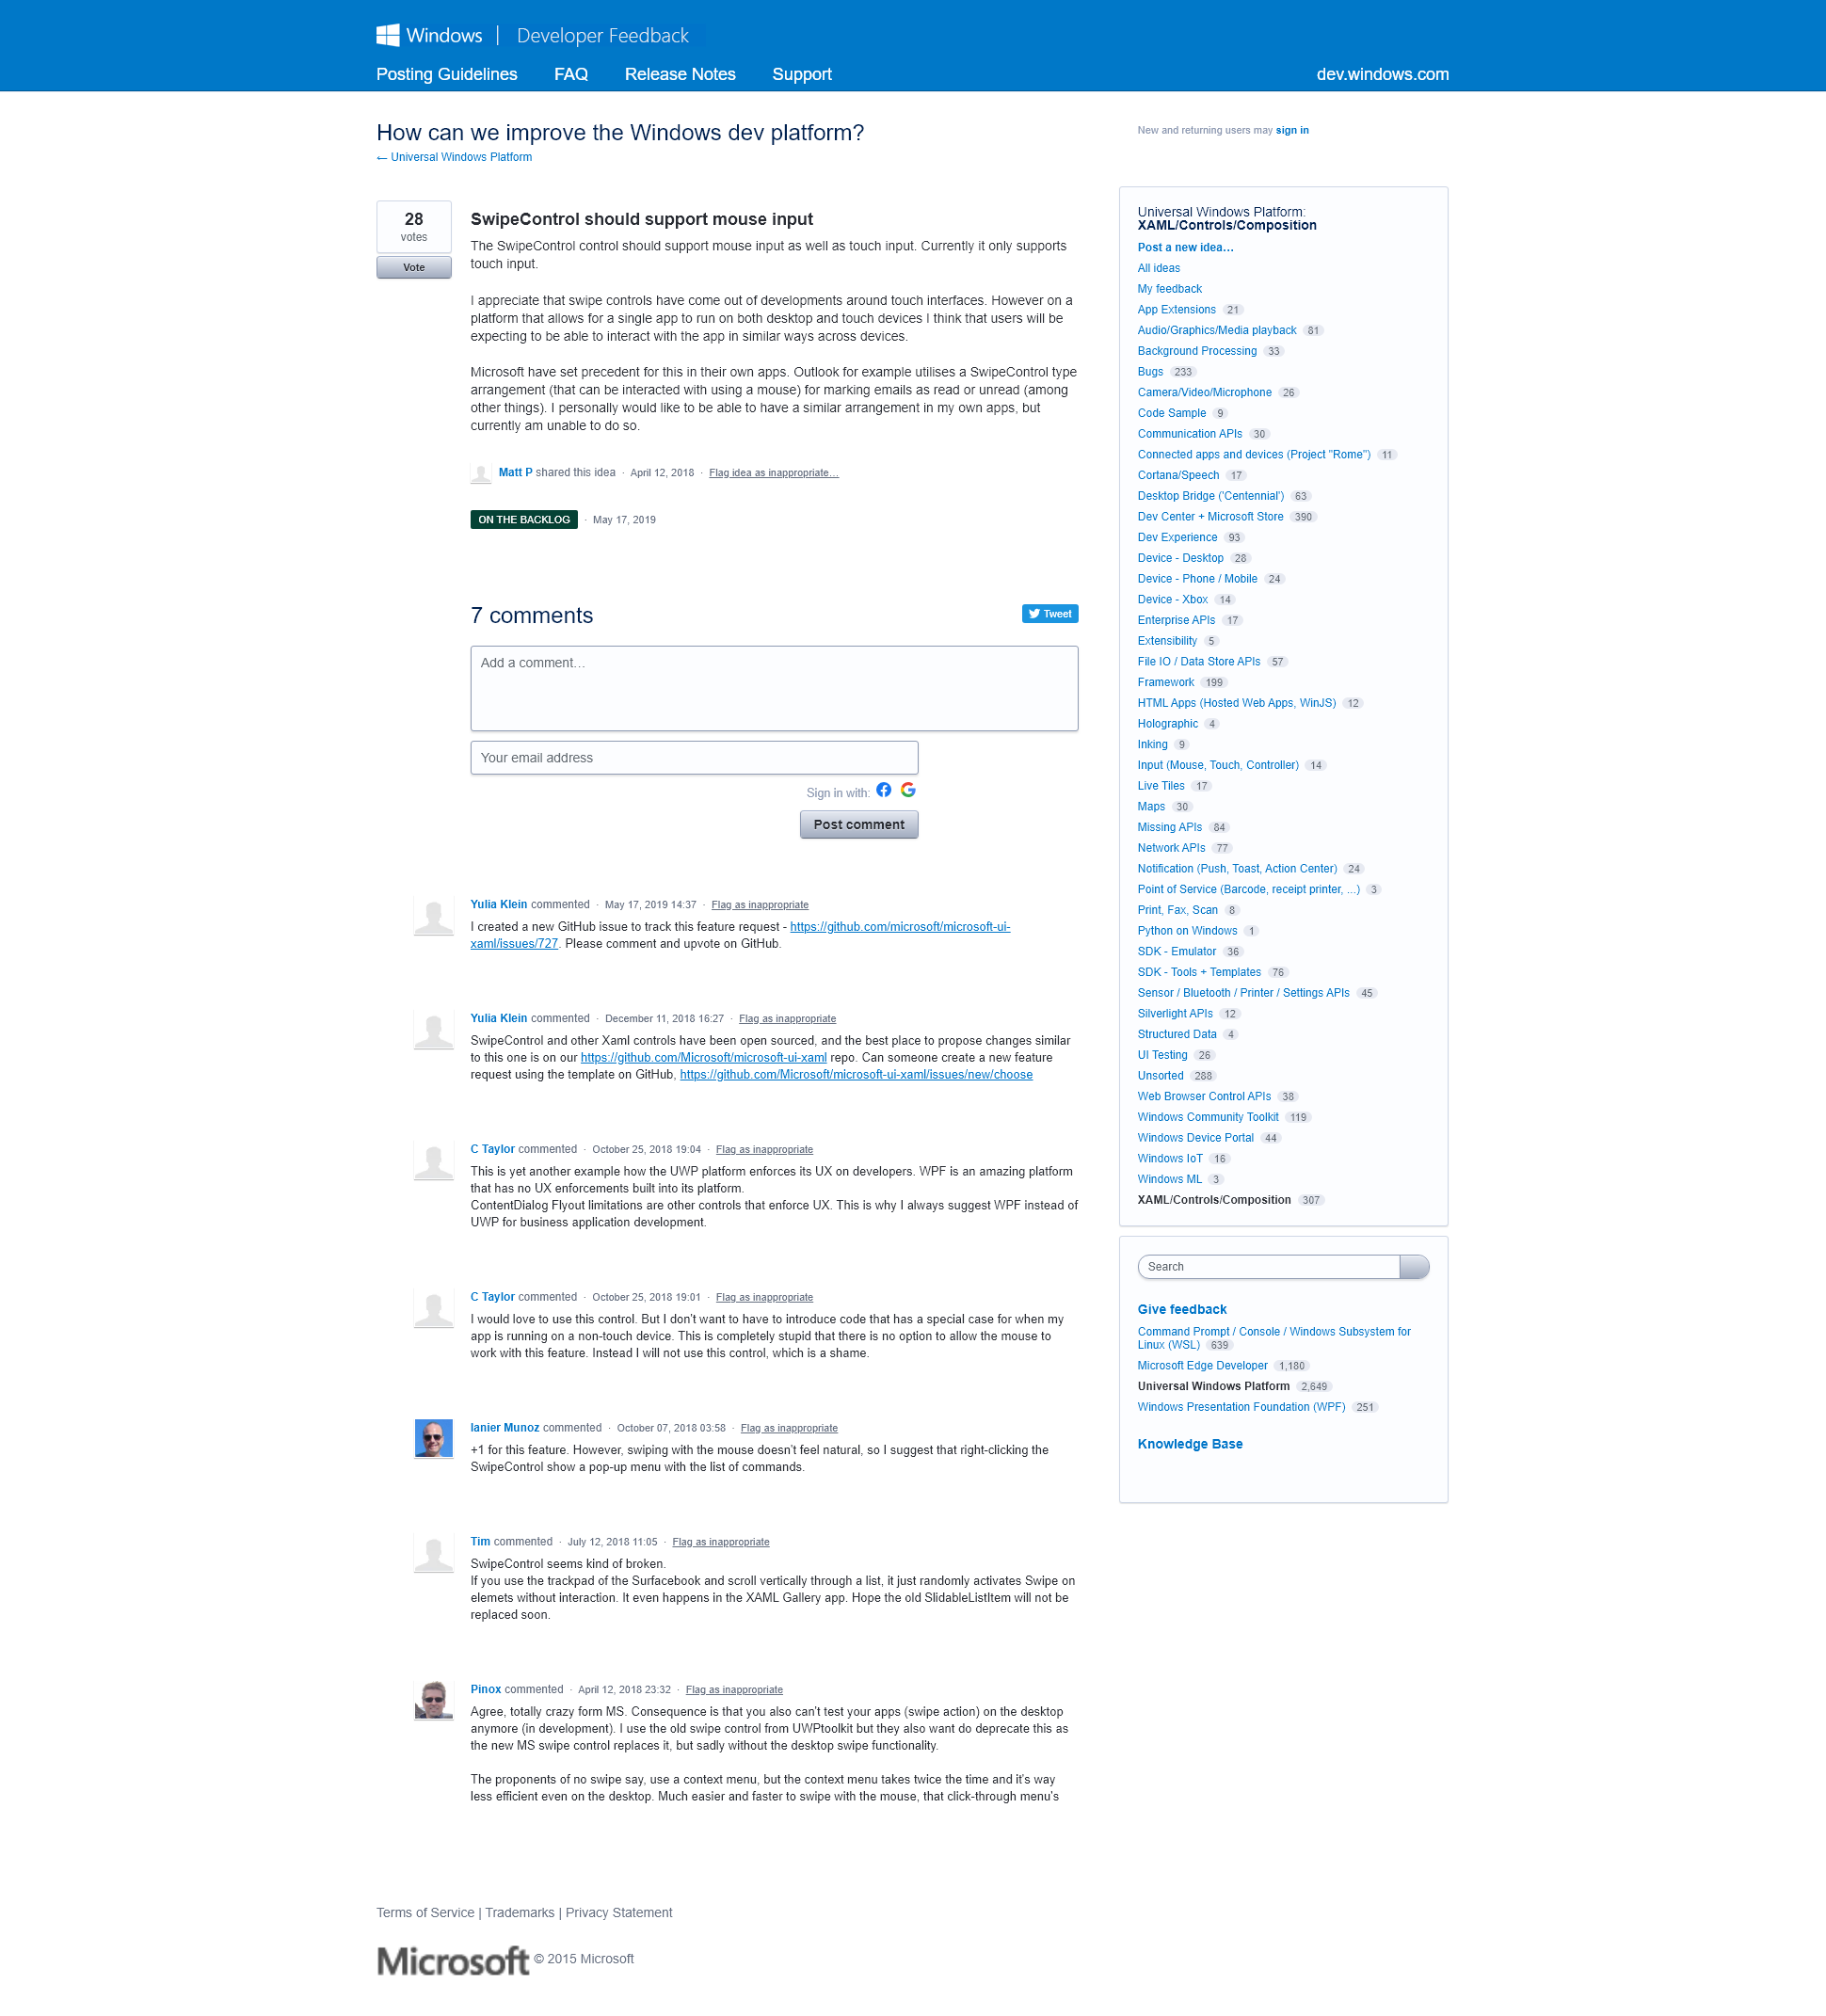 Windows | Developer Feedback
Posting Guidelines FAQ Release Notes Support dev.windows.com
How can we improve the Windows dev platform?
← Universal Windows Platform
New and returning users may sign in
28
votes
Vote
SwipeControl should support mouse input
The SwipeControl control should support mouse input as well as touch input. Currently it only supports
touch input.
I appreciate that swipe controls have come out of developments around touch interfaces. However on a
platform that allows for a single app to run on both desktop and touch devices I think that users will be
expecting to be able to interact with the app in similar ways across devices.
Microsoft have set precedent for this in their own apps. Outlook for example utilises a SwipeControl type
arrangement (that can be interacted with using a mouse) for marking emails as read or unread (among
other things). I personally would like to be able to have a similar arrangement in my own apps, but
currently am unable to do so.
Matt P shared this idea · April 12, 2018 · Flag idea as inappropriate…
ON THE BACKLOG · May 17, 2019
7 comments
Tweet
Add a comment…
Your email address
Sign in with:
Post comment
Yulia Klein commented · May 17, 2019 14:37 · Flag as inappropriate
I created a new GitHub issue to track this feature request - https://github.com/microsoft/microsoft-ui-
xaml/issues/727. Please comment and upvote on GitHub.
Yulia Klein commented · December 11, 2018 16:27 · Flag as inappropriate
SwipeControl and other Xaml controls have been open sourced, and the best place to propose changes similar
to this one is on our https://github.com/Microsoft/microsoft-ui-xaml repo. Can someone create a new feature
request using the template on GitHub, https://github.com/Microsoft/microsoft-ui-xaml/issues/new/choose
C Taylor commented · October 25, 2018 19:04 · Flag as inappropriate
This is yet another example how the UWP platform enforces its UX on developers. WPF is an amazing platform
that has no UX enforcements built into its platform.
ContentDialog Flyout limitations are other controls that enforce UX. This is why I always suggest WPF instead of
UWP for business application development.
C Taylor commented · October 25, 2018 19:01 · Flag as inappropriate
I would love to use this control. But I don't want to have to introduce code that has a special case for when my
app is running on a non-touch device. This is completely stupid that there is no option to allow the mouse to
work with this feature. Instead I will not use this control, which is a shame.
Ianier Munoz commented · October 07, 2018 03:58 · Flag as inappropriate
+1 for this feature. However, swiping with the mouse doesn't feel natural, so I suggest that right-clicking the
SwipeControl show a pop-up menu with the list of commands.
Tim commented · July 12, 2018 11:05 · Flag as inappropriate
SwipeControl seems kind of broken.
If you use the trackpad of the Surfacebook and scroll vertically through a list, it just randomly activates Swipe on
elemets without interaction. It even happens in the XAML Gallery app. Hope the old SlidableListItem will not be
replaced soon.
Pinox commented · April 12, 2018 23:32 · Flag as inappropriate
Agree, totally crazy form MS. Consequence is that you also can't test your apps (swipe action) on the desktop
anymore (in development). I use the old swipe control from UWPtoolkit but they also want do deprecate this as
the new MS swipe control replaces it, but sadly without the desktop swipe functionality.
The proponents of no swipe say, use a context menu, but the context menu takes twice the time and it's way
less efficient even on the desktop. Much easier and faster to swipe with the mouse, that click-through menu's
Universal Windows Platform:
XAML/Controls/Composition
Post a new idea…
All ideas
My feedback
App Extensions 21
Audio/Graphics/Media playback 81
Background Processing 33
Bugs 233
Camera/Video/Microphone 26
Code Sample 9
Communication APIs 30
Connected apps and devices (Project "Rome") 11
Cortana/Speech 17
Desktop Bridge ('Centennial') 63
Dev Center + Microsoft Store 390
Dev Experience 93
Device - Desktop 28
Device - Phone / Mobile 24
Device - Xbox 14
Enterprise APIs 17
Extensibility 5
File IO / Data Store APIs 57
Framework 199
HTML Apps (Hosted Web Apps, WinJS) 12
Holographic 4
Inking 9
Input (Mouse, Touch, Controller) 14
Live Tiles 17
Maps 30
Missing APIs 84
Network APIs 77
Notification (Push, Toast, Action Center) 24
Point of Service (Barcode, receipt printer, ...) 3
Print, Fax, Scan 8
Python on Windows 1
SDK - Emulator 36
SDK - Tools + Templates 76
Sensor / Bluetooth / Printer / Settings APIs 45
Silverlight APIs 12
Structured Data 4
UI Testing 26
Unsorted 288
Web Browser Control APIs 38
Windows Community Toolkit 119
Windows Device Portal 44
Windows IoT 16
Windows ML 3
XAML/Controls/Composition 307
Search
Give feedback
Command Prompt / Console / Windows Subsystem for
Linux (WSL) 639
Microsoft Edge Developer 1,180
Universal Windows Platform 2,649
Windows Presentation Foundation (WPF) 251
Knowledge Base
Terms of Service | Trademarks | Privacy Statement
Microsoft © 2015 Microsoft